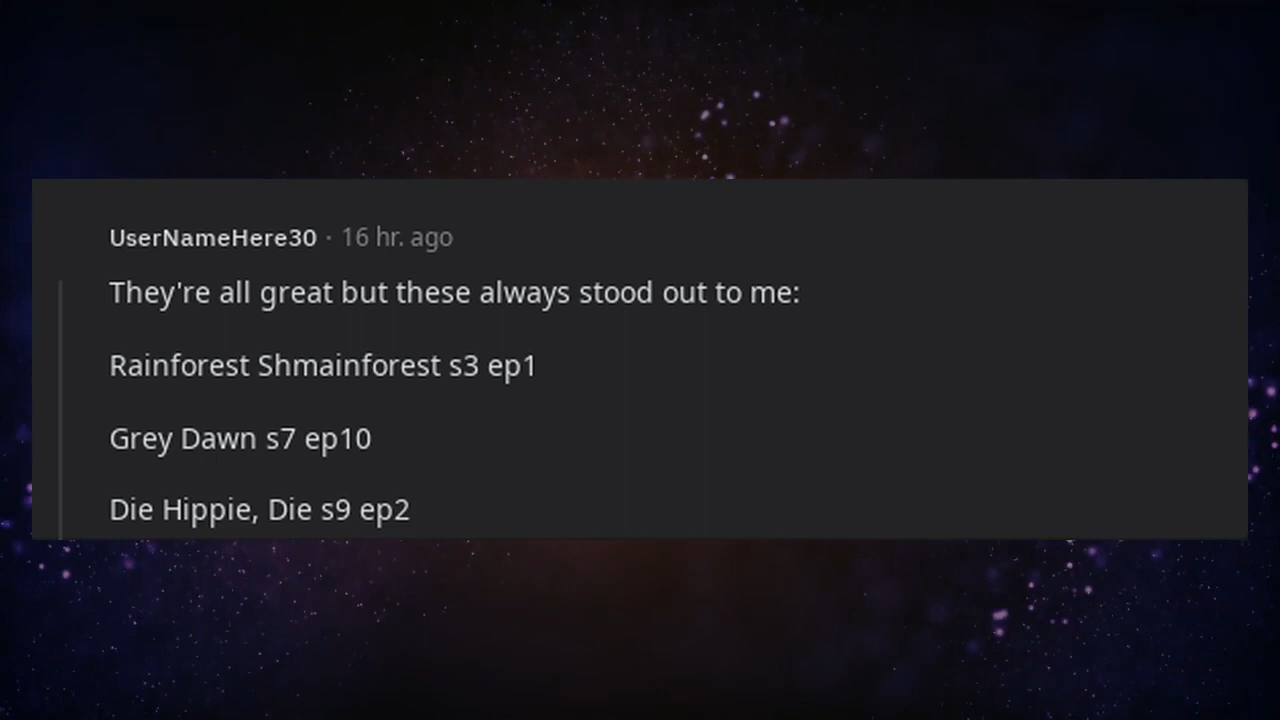 UserNameHere30 · 16 hr. ago
They're all great but these always stood out to me:
Rainforest Shmainforest s3 ep1
Grey Dawn s7 ep10
Die Hippie, Die s9 ep2